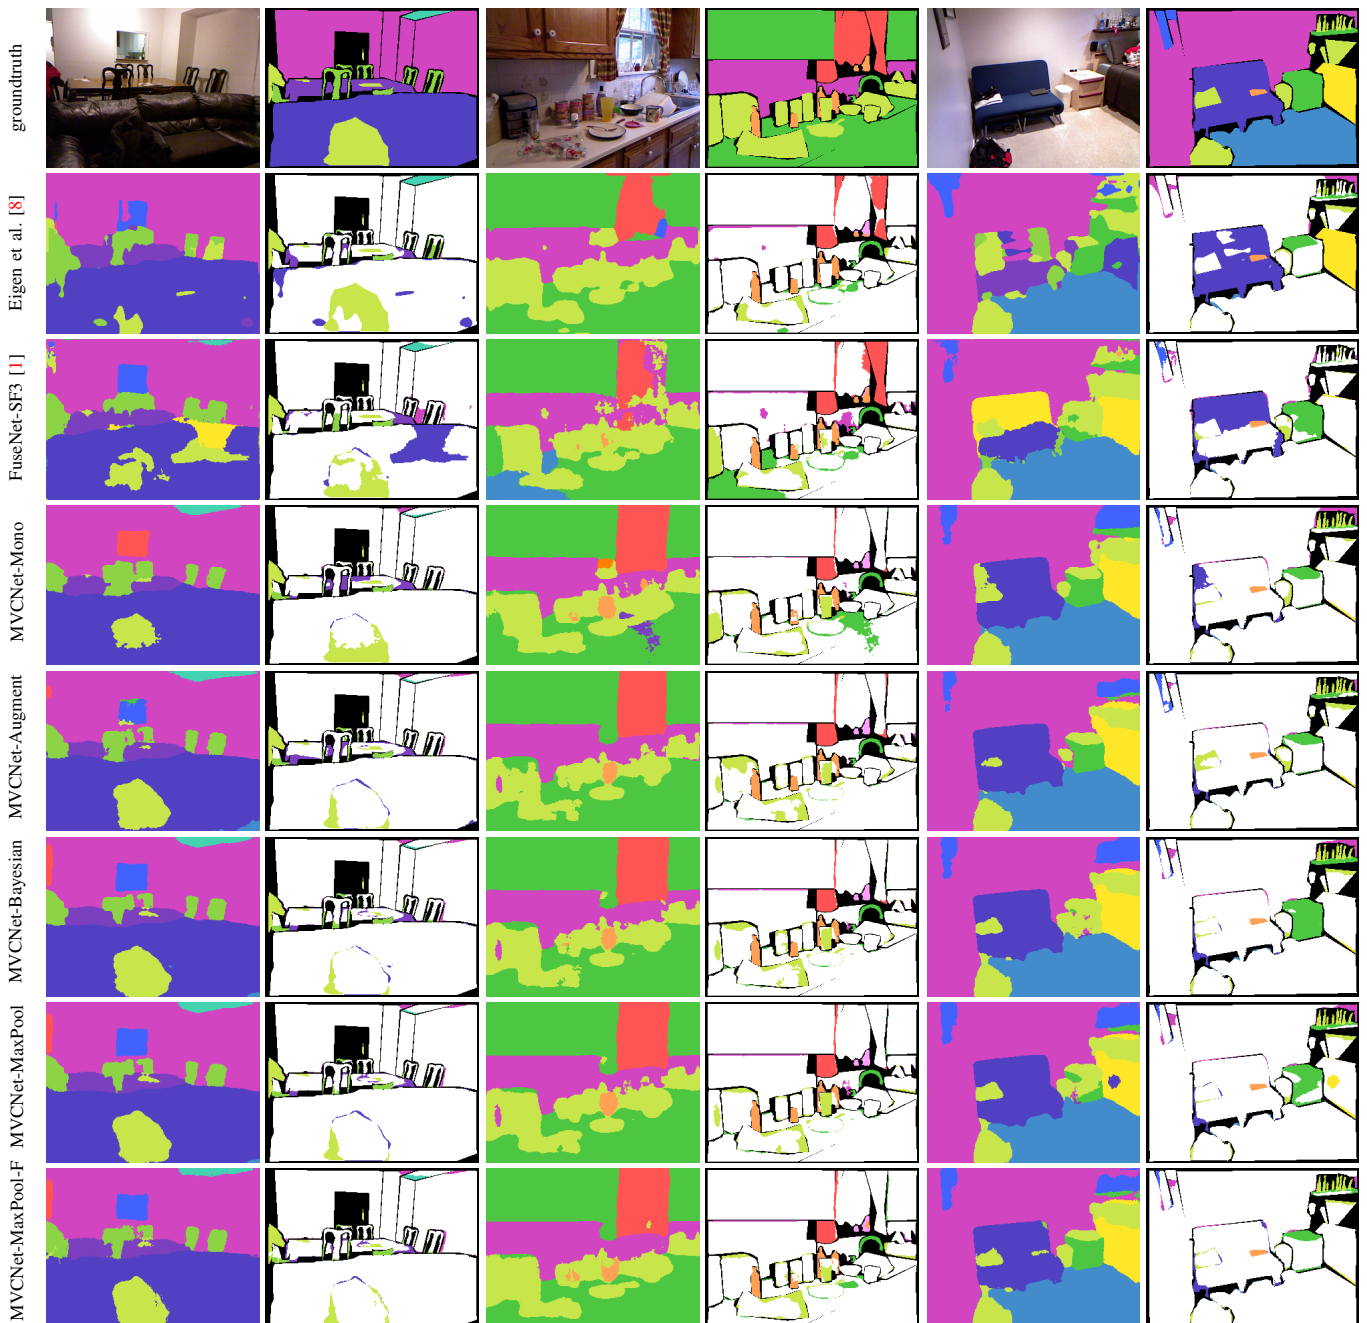 groundtruth
Eigen et al. [8]
FuseNet-SF3 [1]
MVCNet-Mono
MVCNet-Augment
MVCNet-Bayesian
MVCNet-MaxPool
MVCNet-MaxPool-F